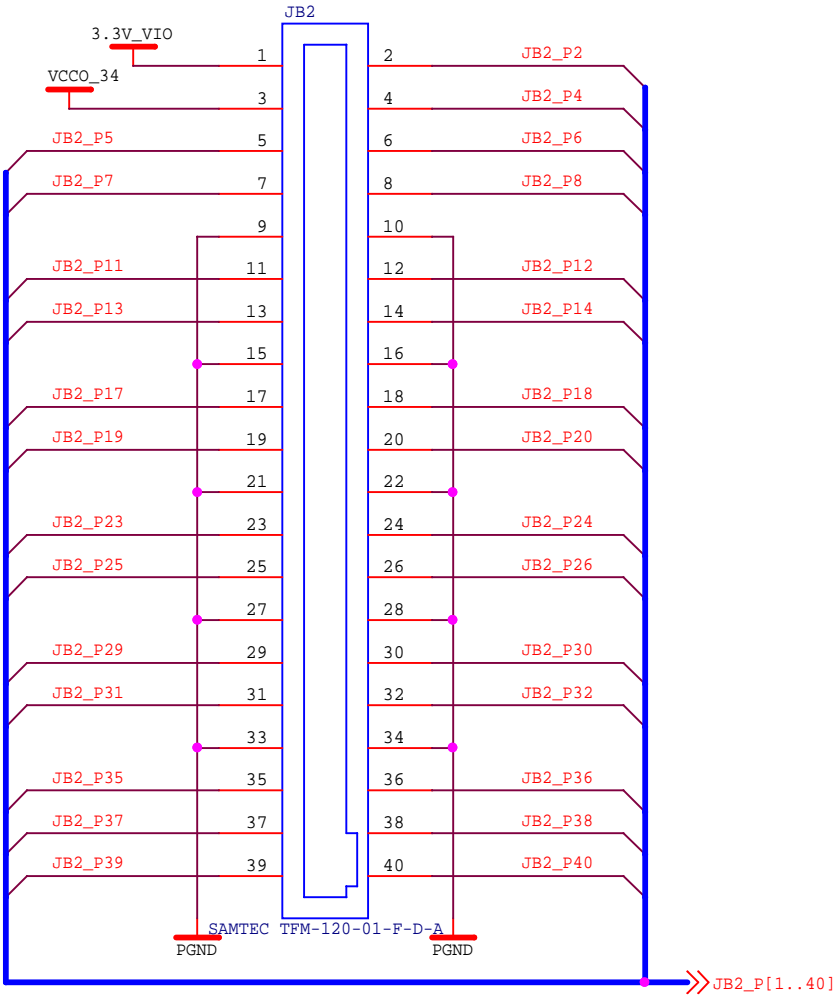 JB2
3.3V_VIO
1 2 JB2_P2
VCCO_34
3 4 JB2_P4
JB2_P5 5 6 JB2_P6
JB2_P7 7 8 JB2_P8
9 10
JB2_P11 11 12 JB2_P12
JB2_P13 13 14 JB2_P14
15 16
JB2_P17 17 18 JB2_P18
JB2_P19 19 20 JB2_P20
21 22
JB2_P23 23 24 JB2_P24
JB2_P25 25 26 JB2_P26
27 28
JB2_P29 29 30 JB2_P30
JB2_P31 31 32 JB2_P32
33 34
JB2_P35 35 36 JB2_P36
JB2_P37 37 38 JB2_P38
JB2_P39 39 40 JB2_P40
SAMTEC TFM-120-01-F-D-A
PGND PGND
JB2_P[1..40]